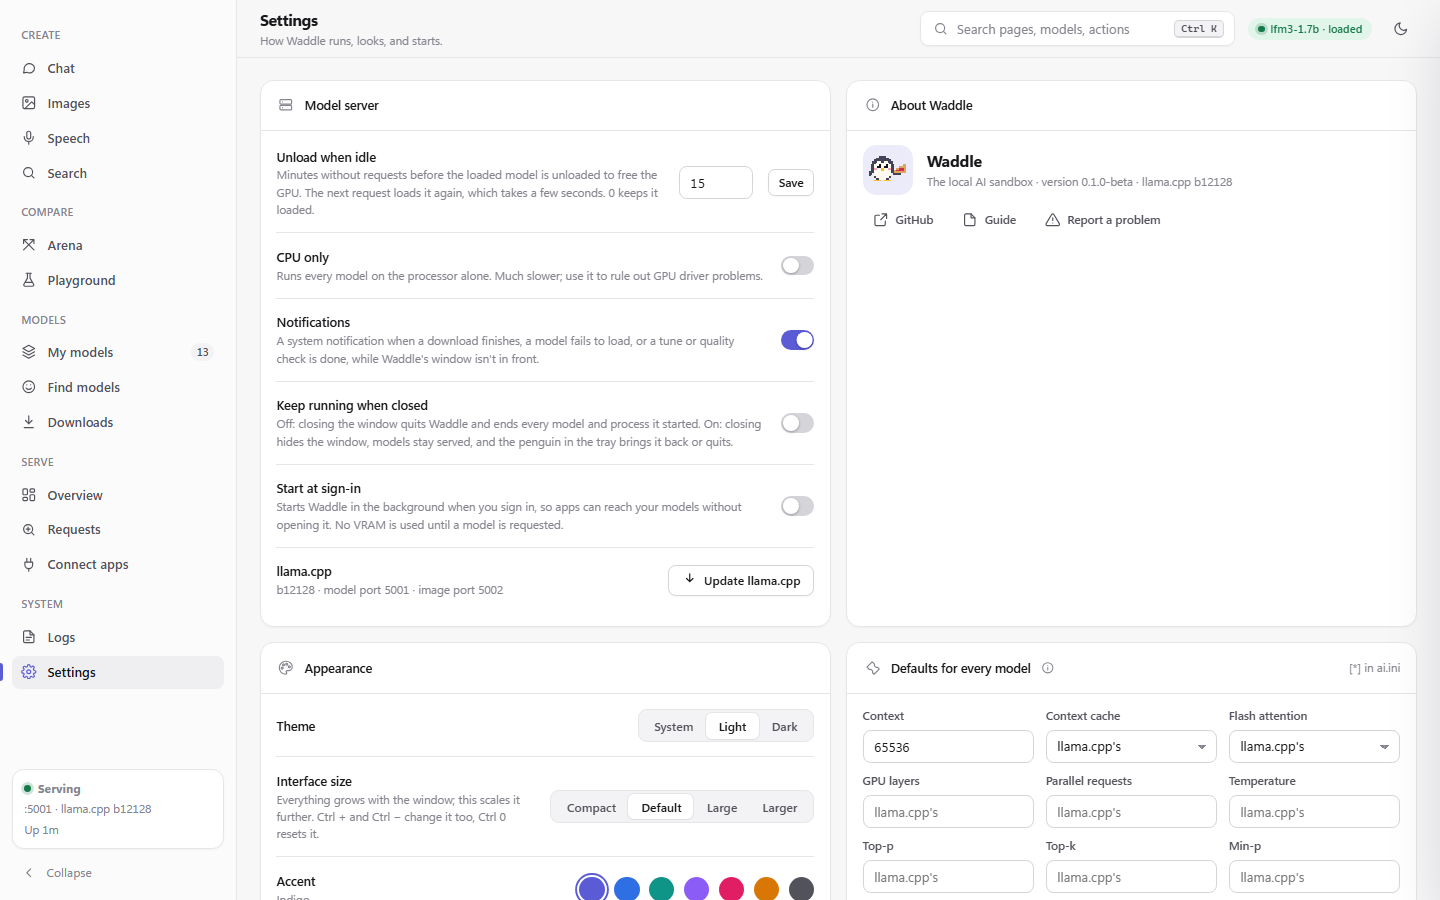 CREATE
Chat
Images
Speech
Search
COMPARE
Arena
Playground
MODELS
My models 13
Find models
Downloads
SERVE
Overview
Requests
Connect apps
SYSTEM
Logs
Settings
Serving
:5001 · llama.cpp b12128
Up 1m
Collapse
Settings
How Waddle runs, looks, and starts.
Search pages, models, actions Ctrl K
lfm3-1.7b · loaded
Model server
Unload when idle
Minutes without requests before the loaded model is unloaded to free the
GPU. The next request loads it again, which takes a few seconds. 0 keeps it
loaded.
15 Save
CPU only
Runs every model on the processor alone. Much slower; use it to rule out GPU driver problems.
Notifications
A system notification when a download finishes, a model fails to load, or a tune or quality
check is done, while Waddle's window isn't in front.
Keep running when closed
Off: closing the window quits Waddle and ends every model and process it started. On: closing
hides the window, models stay served, and the penguin in the tray brings it back or quits.
Start at sign-in
Starts Waddle in the background when you sign in, so apps can reach your models without
opening it. No VRAM is used until a model is requested.
llama.cpp
b12128 · model port 5001 · image port 5002
Update llama.cpp
About Waddle
Waddle
The local AI sandbox · version 0.1.0-beta · llama.cpp b12128
GitHub Guide Report a problem
Appearance
Theme
System Light Dark
Interface size
Everything grows with the window; this scales it
further. Ctrl + and Ctrl − change it too, Ctrl 0
resets it.
Compact Default Large Larger
Accent
Indigo
Defaults for every model [*] in ai.ini
Context Context cache Flash attention
65536 llama.cpp's llama.cpp's
GPU layers Parallel requests Temperature
llama.cpp's llama.cpp's llama.cpp's
Top-p Top-k Min-p
llama.cpp's llama.cpp's llama.cpp's